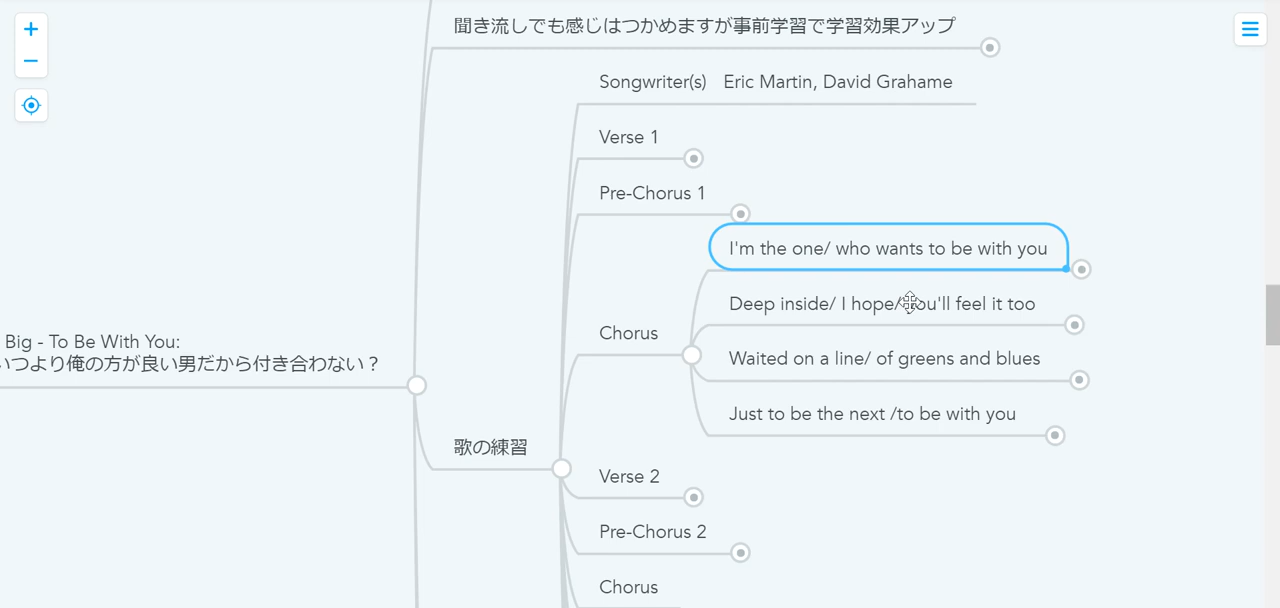 聞き流しでも感じはつかめますが事前学習で学習効果アップ
Songwriter(s) Eric Martin, David Grahame
Verse 1
Pre-Chorus 1
I'm the one/ who wants to be with you
Deep inside/ I hope/ you'll feel it too
Chorus
Big - To Be With You:
いつより俺の方が良い男だから付き合わない？
Waited on a line/ of greens and blues
Just to be the next /to be with you
歌の練習
Verse 2
Pre-Chorus 2
Chorus